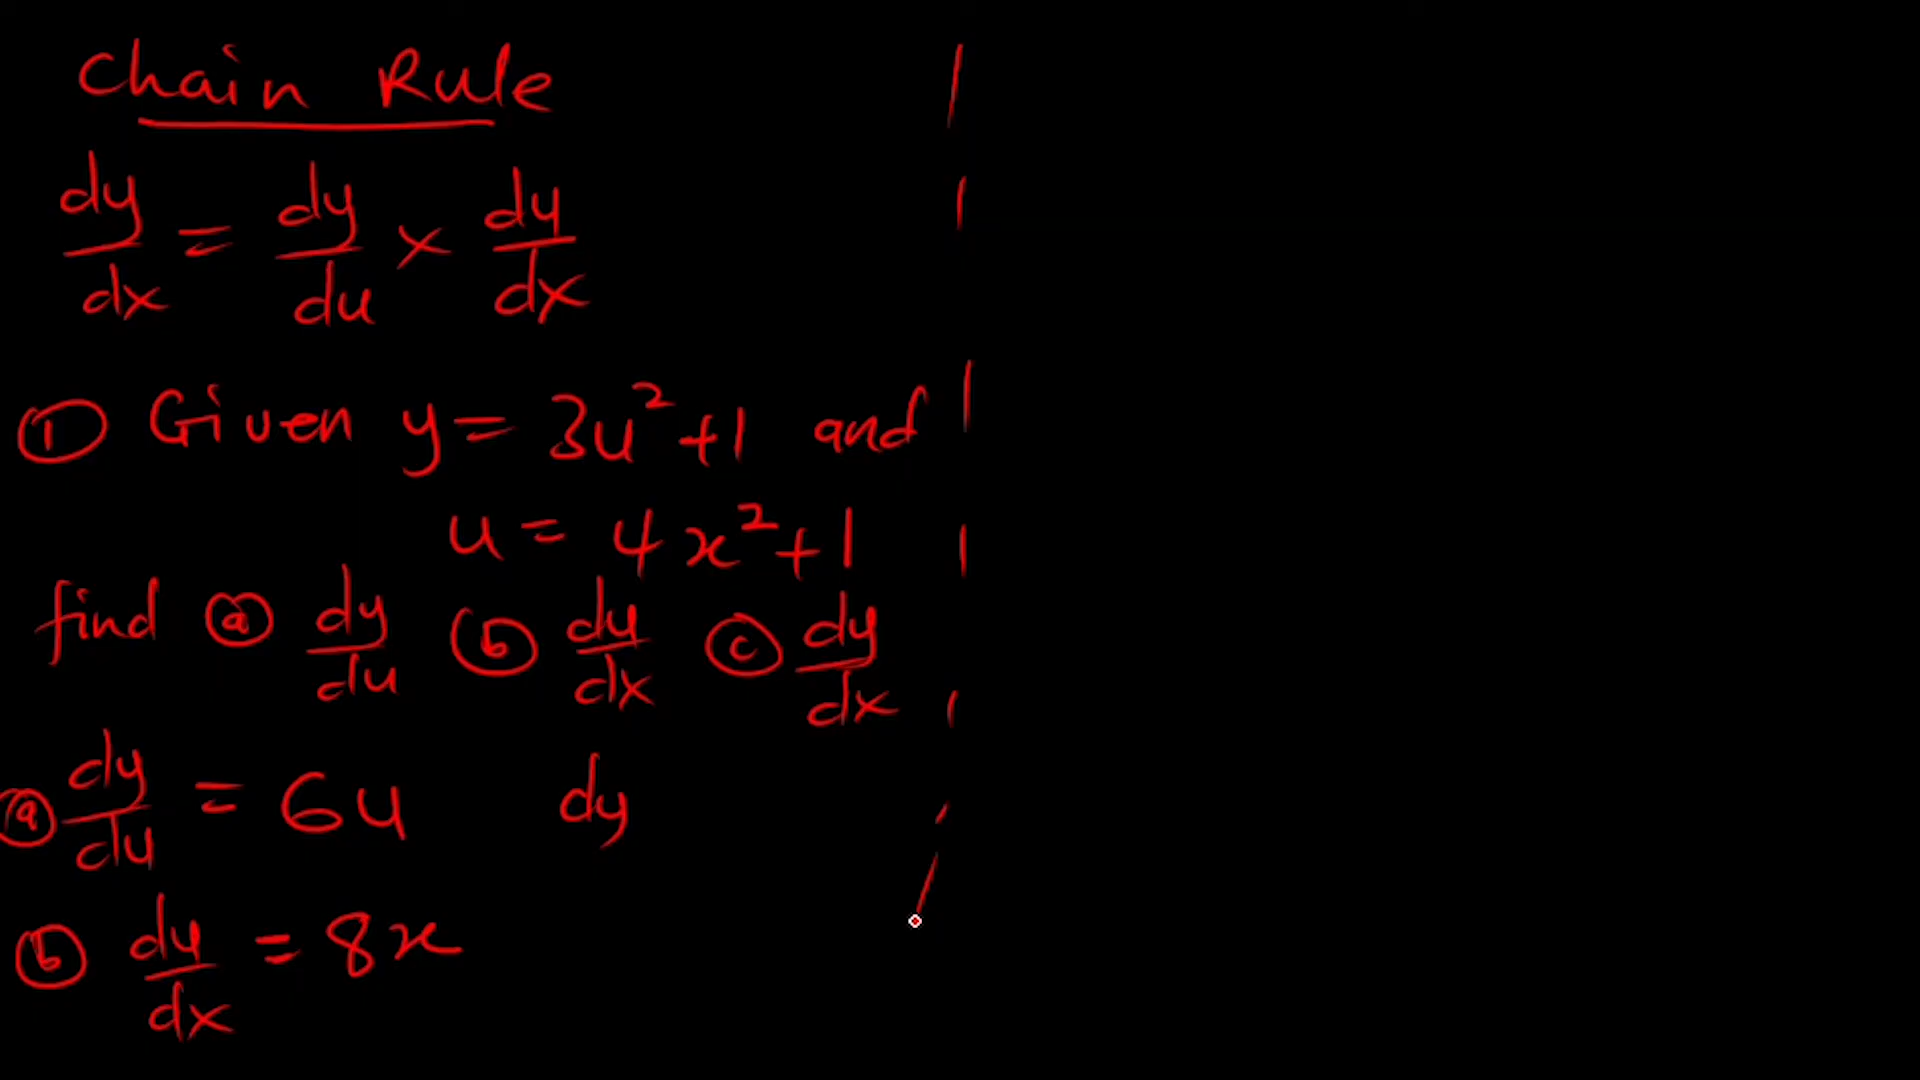 Chain Rule
dy/dx = dy/du × dy/dx
① Given y = 3u² + 1 and
u = 4x² + 1
find ⓐ dy/du ⓑ du/dx ⓒ dy/dx
ⓐ dy/du = 6u dy
ⓑ du/dx = 8x